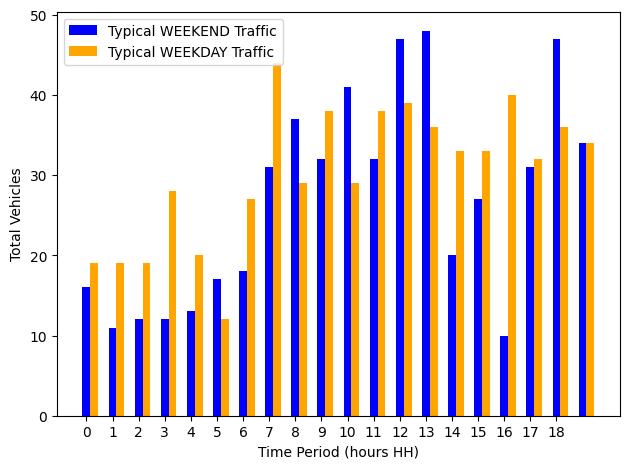 Typical WEEKEND Traffic
Typical WEEKDAY Traffic
50
40
30
20
10
0
Total Vehicles
0 1 2 3 4 5 6 7 8 9 10 11 12 13 14 15 16 17 18
Time Period (hours HH)